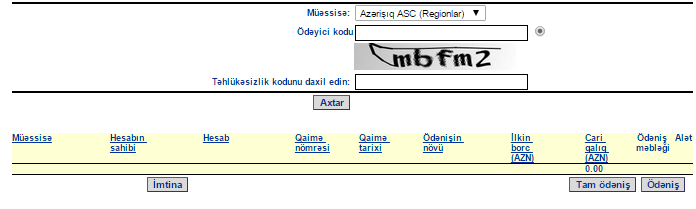 Müəssisə: Azərişıq ASC (Regionlar)
Ödəyici kodu
mbfm2
Təhlükəsizlik kodunu daxil edin:
Axtar
Müəssisə Hesabın sahibi Hesab Qaimə nömrəsi Qaimə tarixi Ödənişin növü İlkin borc (AZN) Cari qalıq (AZN) Ödəniş məbləği Alət
0.00
İmtina Tam ödəniş Ödəniş